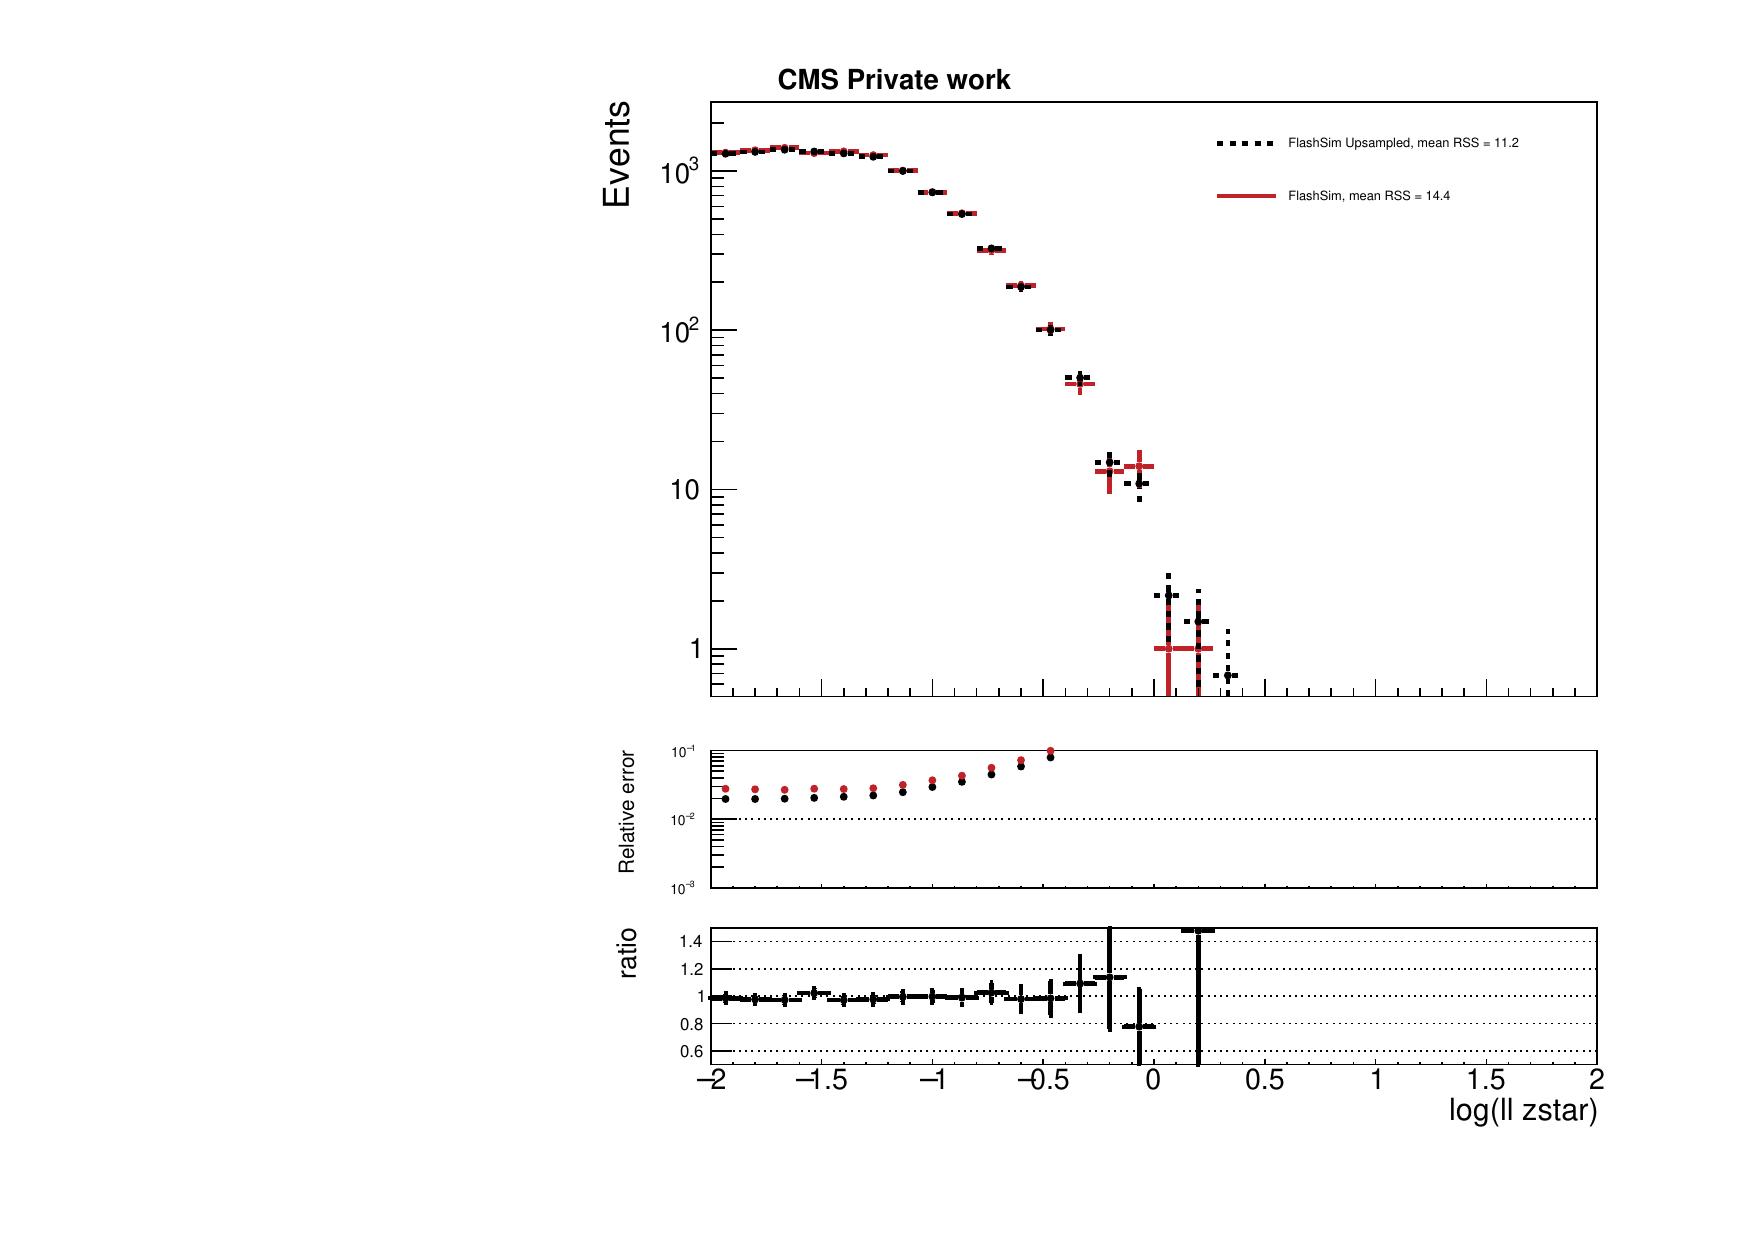 CMS Private work
Events
10³
10²
10
1
FlashSim Upsampled, mean RSS = 11.2
FlashSim, mean RSS = 14.4
Relative error
10⁻¹
10⁻²
10⁻³
ratio
1.4
1.2
1
0.8
0.6
−2 −1.5 −1 −0.5 0 0.5 1 1.5 2
log(ll zstar)